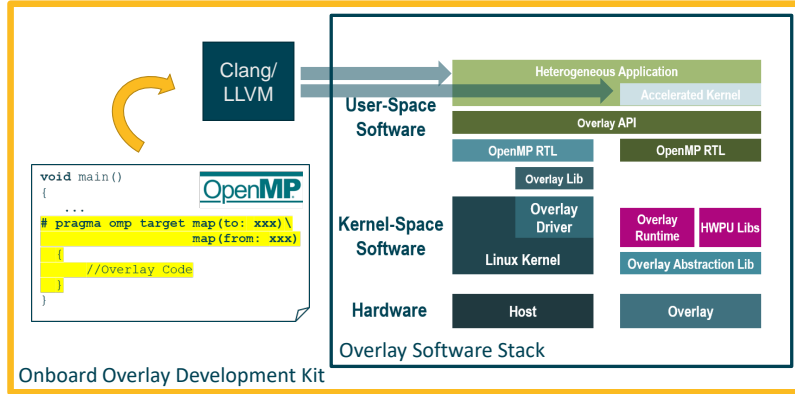 Clang/
LLVM
void main()
{
...
# pragma omp target map(to: xxx)\
map(from: xxx)
{
//Overlay Code
}
}
OpenMP
User-Space
Software
Heterogeneous Application
Accelerated Kernel
Overlay API
OpenMP RTL
OpenMP RTL
Overlay Lib
Kernel-Space
Software
Overlay
Driver
Linux Kernel
Overlay
Runtime
HWPU Libs
Overlay Abstraction Lib
Hardware
Host
Overlay
Overlay Software Stack
Onboard Overlay Development Kit